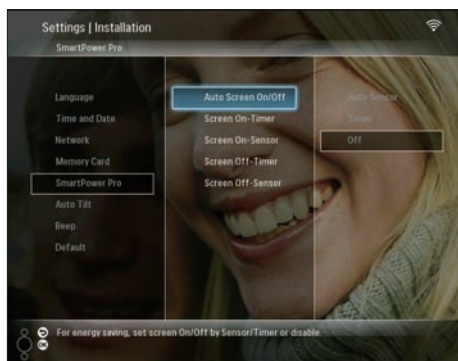 Settings | Installation
SmartPower Pro
Language
Time and Date
Network
Memory Card
SmartPower Pro
Auto Tilt
Beep
Default
Auto Screen On/Off
Screen On-Timer
Screen On-Sensor
Screen Off-Timer
Screen Off-Sensor
Auto Sensor
Timer
Off
For energy saving, set screen On/Off by Sensor/Timer or disable.
OK